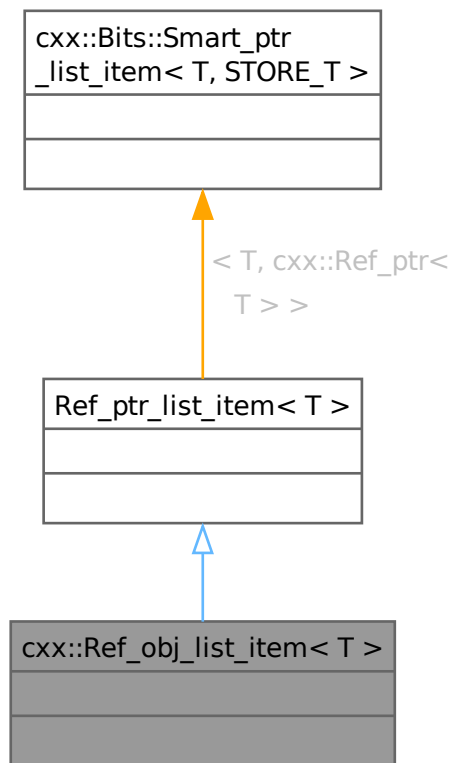 cxx::Bits::Smart_ptr
_list_item< T, STORE_T >
< T, cxx::Ref_ptr<
T > >
Ref_ptr_list_item< T >
cxx::Ref_obj_list_item< T >